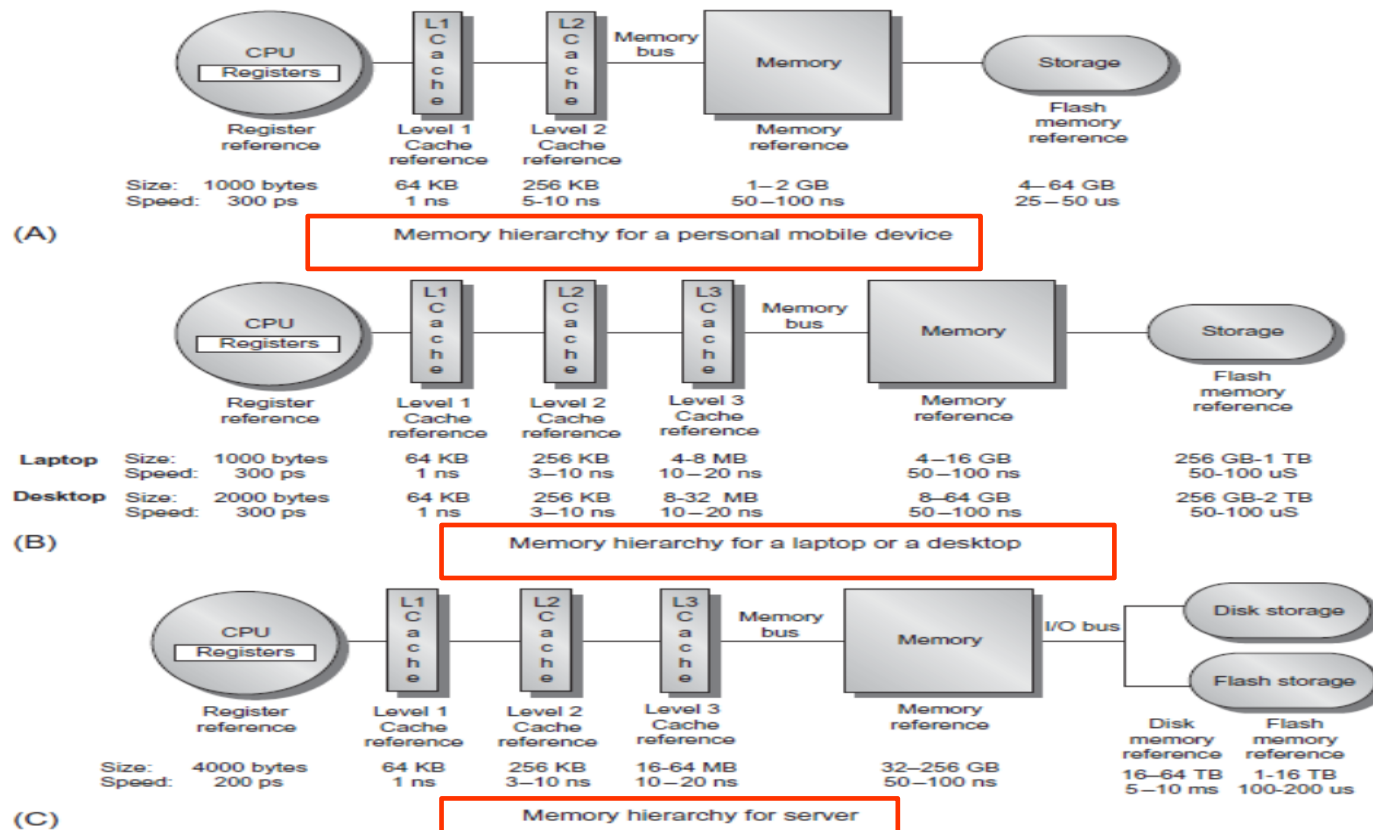 CPU
Registers
L1 Cache
L2 Cache
Memory bus
Memory
Storage
Register reference
Level 1 Cache reference
Level 2 Cache reference
Memory reference
Flash memory reference
Size: 1000 bytes 64 KB 256 KB 1–2 GB 4–64 GB
Speed: 300 ps 1 ns 5-10 ns 50–100 ns 25–50 us
(A) Memory hierarchy for a personal mobile device
CPU
Registers
L1 Cache
L2 Cache
L3 Cache
Memory bus
Memory
Storage
Register reference
Level 1 Cache reference
Level 2 Cache reference
Level 3 Cache reference
Memory reference
Flash memory reference
Laptop Size: 1000 bytes 64 KB 256 KB 4-8 MB 4–16 GB 256 GB-1 TB
Speed: 300 ps 1 ns 3–10 ns 10–20 ns 50–100 ns 50-100 uS
Desktop Size: 2000 bytes 64 KB 256 KB 8-32 MB 8–64 GB 256 GB-2 TB
Speed: 300 ps 1 ns 3–10 ns 10–20 ns 50–100 ns 50-100 uS
(B) Memory hierarchy for a laptop or a desktop
CPU
Registers
L1 Cache
L2 Cache
L3 Cache
Memory bus
Memory
I/O bus
Disk storage
Flash storage
Register reference
Level 1 Cache reference
Level 2 Cache reference
Level 3 Cache reference
Memory reference
Disk memory reference
Flash memory reference
Size: 4000 bytes 64 KB 256 KB 16-64 MB 32–256 GB 16–64 TB 1-16 TB
Speed: 200 ps 1 ns 3–10 ns 10–20 ns 50–100 ns 5–10 ms 100-200 us
(C) Memory hierarchy for server